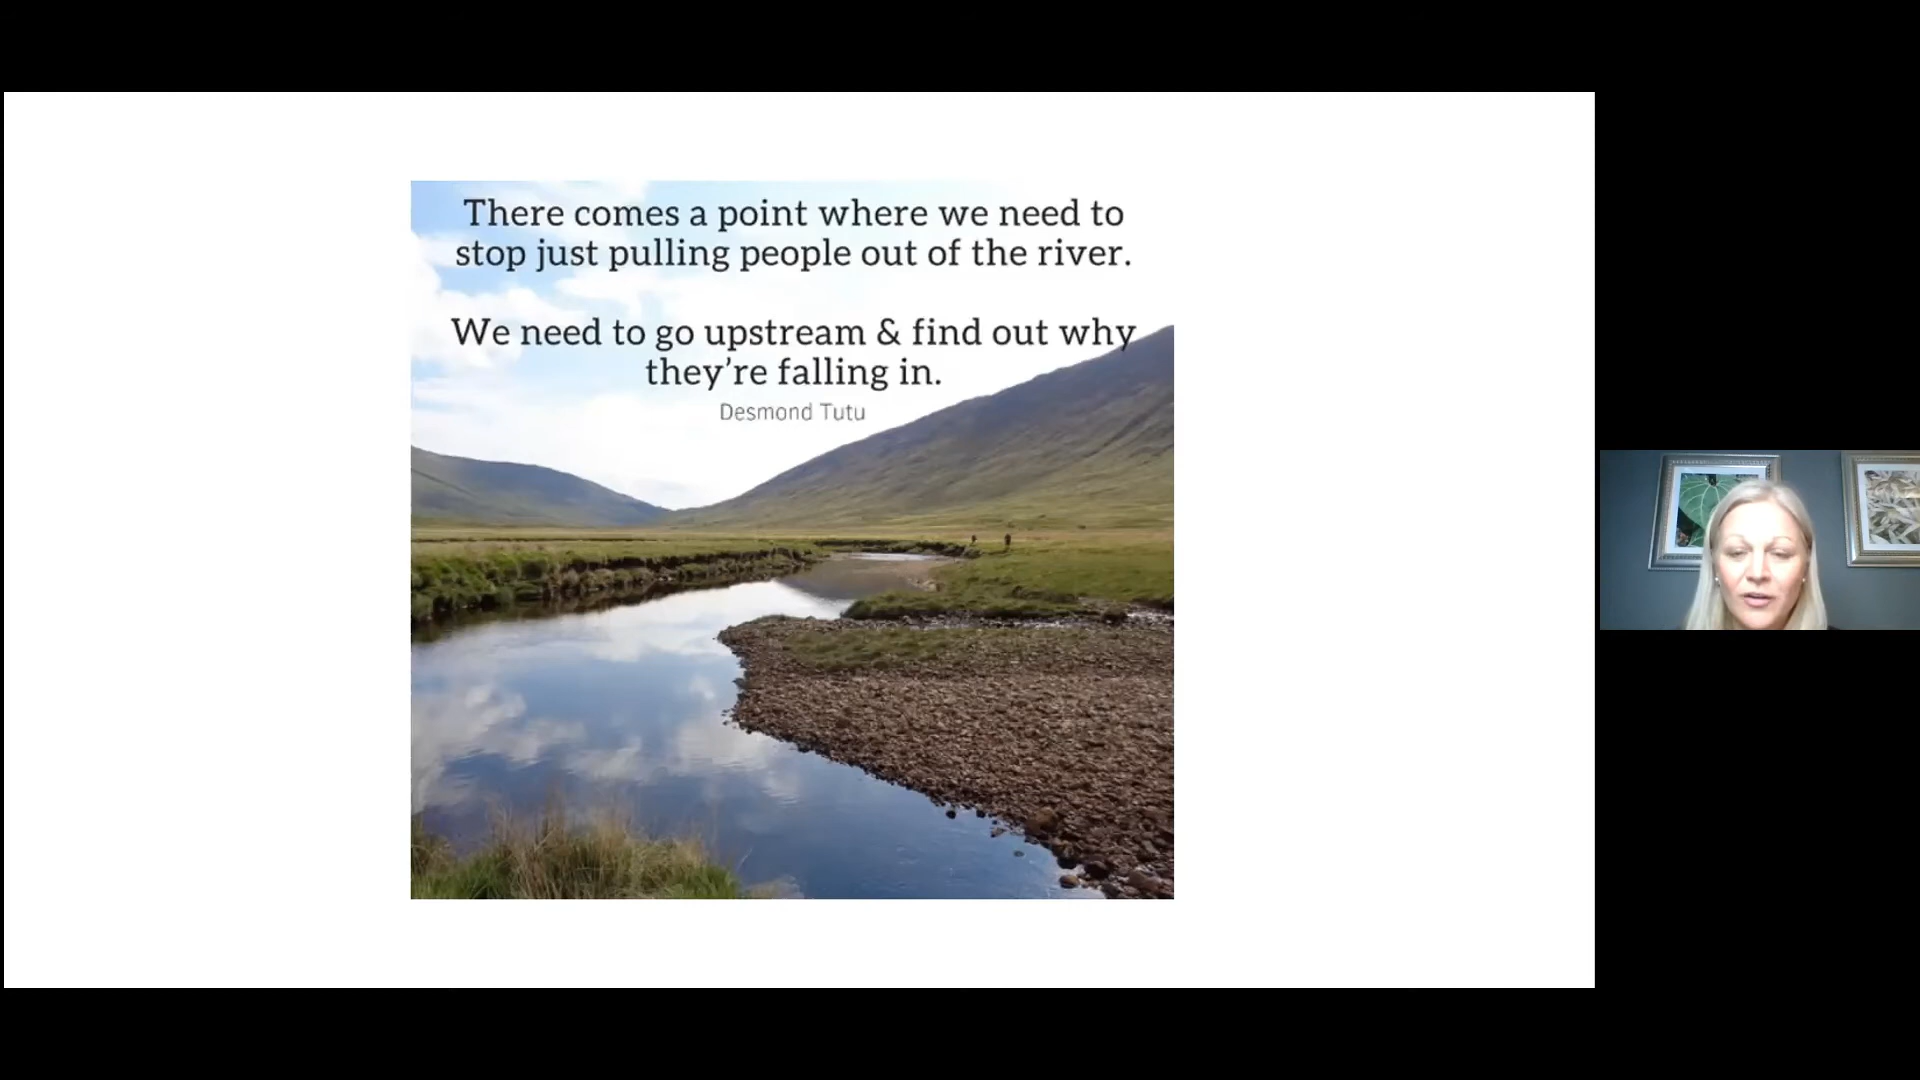 There comes a point where we need to
stop just pulling people out of the river.
We need to go upstream & find out why
they're falling in.
Desmond Tutu